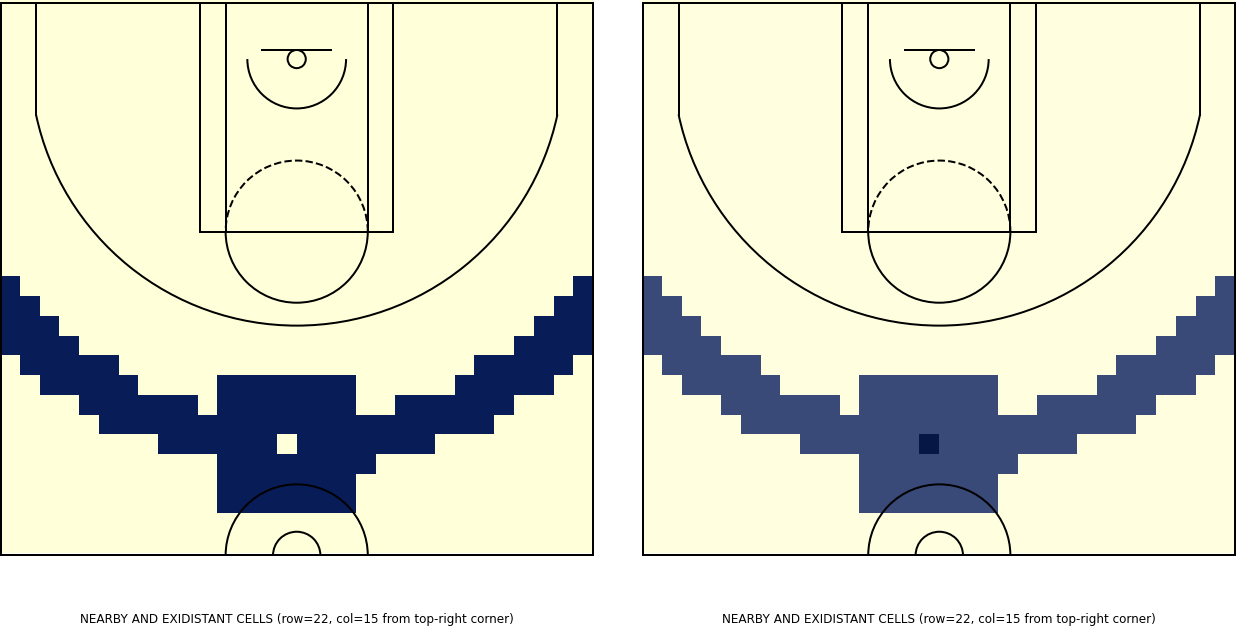 NEARBY AND EXIDISTANT CELLS (row=22, col=15 from top-right corner)
NEARBY AND EXIDISTANT CELLS (row=22, col=15 from top-right corner)